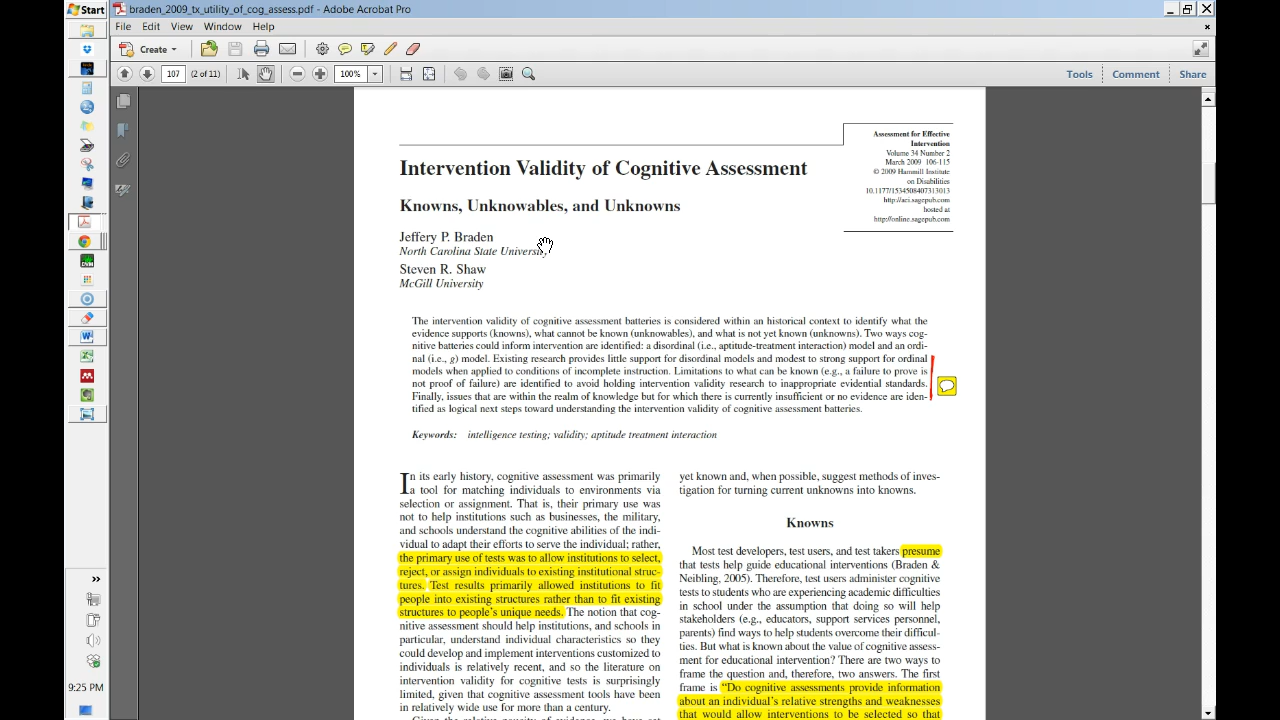 Start
braden_2009_tx_utility_of_cog_assess.pdf - Adobe Acrobat Pro
File Edit View Window Help
Create
107 (2 of 11) 100% Tools Comment Share
Assessment for Effective
Intervention
Volume 34 Number 2
March 2009 106-115
© 2009 Hammill Institute
on Disabilities
10.1177/1534508407313013
http://aei.sagepub.com
hosted at
http://online.sagepub.com
Intervention Validity of Cognitive Assessment
Knowns, Unknowables, and Unknowns
Jeffery P. Braden
North Carolina State University
Steven R. Shaw
McGill University
The intervention validity of cognitive assessment batteries is considered within an historical context to identify what the
evidence supports (knowns), what cannot be known (unknowables), and what is not yet known (unknowns). Two ways cog-
nitive batteries could inform intervention are identified: a disordinal (i.e., aptitude-treatment interaction) model and an ordi-
nal (i.e., g) model. Existing research provides little support for disordinal models and modest to strong support for ordinal
models when applied to conditions of incomplete instruction. Limitations to what can be known (e.g., a failure to prove is
not proof of failure) are identified to avoid holding intervention validity research to inappropriate evidential standards.
Finally, issues that are within the realm of knowledge but for which there is currently insufficient or no evidence are iden-
tified as logical next steps toward understanding the intervention validity of cognitive assessment batteries.
Keywords: intelligence testing; validity; aptitude treatment interaction
In its early history, cognitive assessment was primarily
a tool for matching individuals to environments via
selection or assignment. That is, their primary use was
not to help institutions such as businesses, the military,
and schools understand the cognitive abilities of the indi-
vidual to adapt their efforts to serve the individual; rather,
the primary use of tests was to allow institutions to select,
reject, or assign individuals to existing institutional struc-
tures. Test results primarily allowed institutions to fit
people into existing structures rather than to fit existing
structures to people's unique needs. The notion that cog-
nitive assessment should help institutions, and schools in
particular, understand individual characteristics so they
could develop and implement interventions customized to
individuals is relatively recent, and so the literature on
intervention validity for cognitive tests is surprisingly
limited, given that cognitive assessment tools have been
in relatively wide use for more than a century.
yet known and, when possible, suggest methods of inves-
tigation for turning current unknowns into knowns.
Knowns
Most test developers, test users, and test takers presume
that tests help guide educational interventions (Braden &
Neibling, 2005). Therefore, test users administer cognitive
tests to students who are experiencing academic difficulties
in school under the assumption that doing so will help
stakeholders (e.g., educators, support services personnel,
parents) find ways to help students overcome their difficul-
ties. But what is known about the value of cognitive assess-
ment for educational intervention? There are two ways to
frame the question and, therefore, two answers. The first
frame is “Do cognitive assessments provide information
about an individual's relative strengths and weaknesses
that would allow interventions to be selected so that
9:25 PM